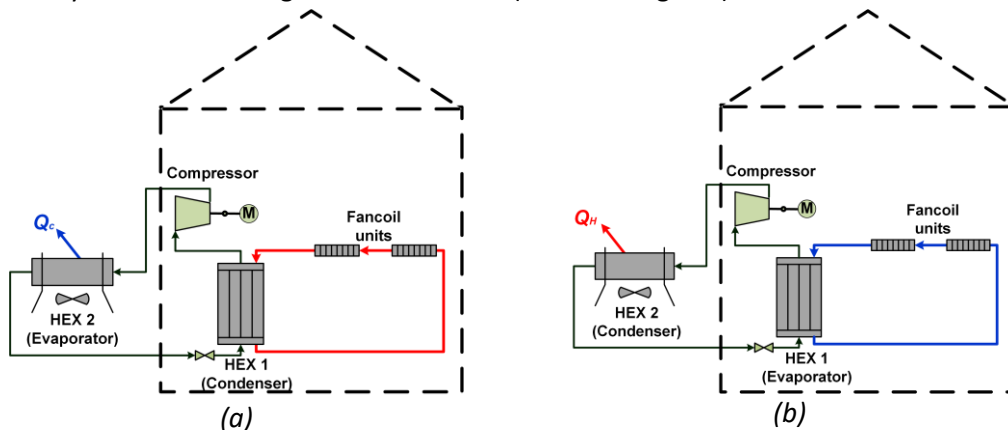 Compressor
M
Qc
Fancoil
units
HEX 2
(Evaporator)
HEX 1
(Condenser)
(a)
Compressor
M
QH
Fancoil
units
HEX 2
(Condenser)
HEX 1
(Evaporator)
(b)